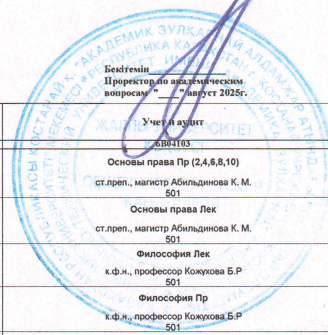 Бекітемін
Проректор по академическим
вопросам "____" август 2025г.
Учет и аудит
6В04103
Основы права Пр (2,4,6,8,10)
ст.преп., магистр Абильдинова К. М.
501
Основы права Лек
ст.преп., магистр Абильдинова К. М.
501
Философия Лек
к.ф.н., профессор Кожухова Б.Р
501
Философия Пр
к.ф.н., профессор Кожухова Б.Р
501